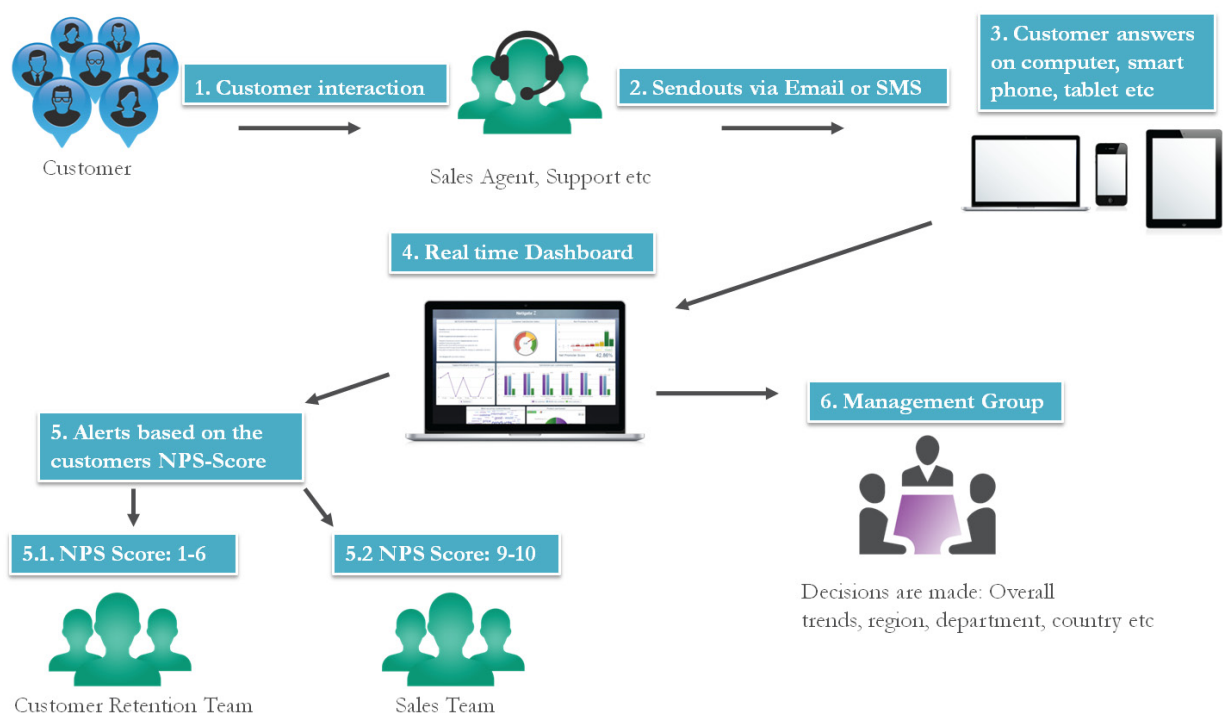 1. Customer interaction
2. Sendouts via Email or SMS
3. Customer answers
on computer, smart
phone, tablet etc
Customer
Sales Agent, Support etc
4. Real time Dashboard
5. Alerts based on the
customers NPS-Score
6. Management Group
5.1. NPS Score: 1-6
5.2 NPS Score: 9-10
Decisions are made: Overall
trends, region, department, country etc
Customer Retention Team
Sales Team